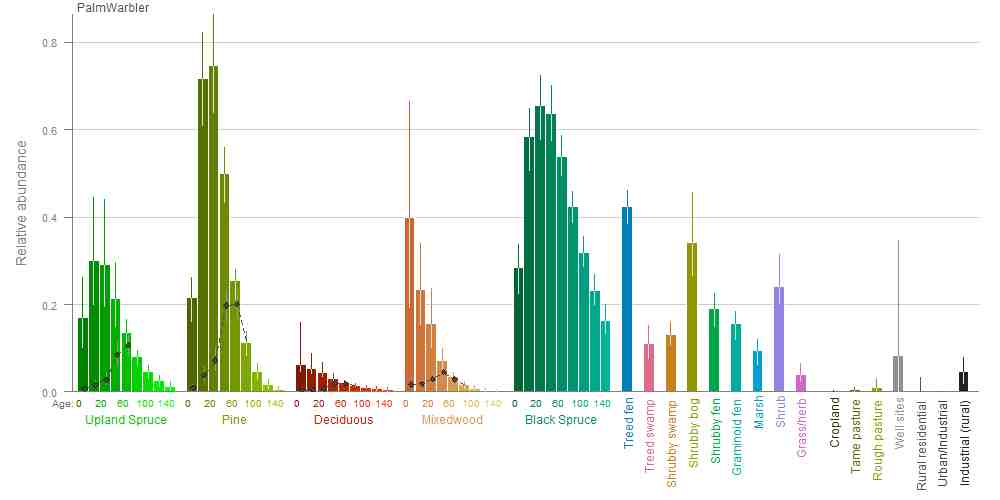 PalmWarbler
Relative abundance
0.8
0.6
0.4
0.2
0.0
Age: 0 20 60 100 140 0 20 60 100 140 0 20 60 100 140 0 20 60 100 140 0 20 60 100 140
Upland Spruce Pine Deciduous Mixedwood Black Spruce
Treed fen
Treed swamp
Shrubby swamp
Shrubby bog
Shrubby fen
Graminoid fen
Marsh
Shrub
Grass/herb
Cropland
Tame pasture
Rough pasture
Well sites
Rural residential
Urban/Industrial
Industrial (rural)